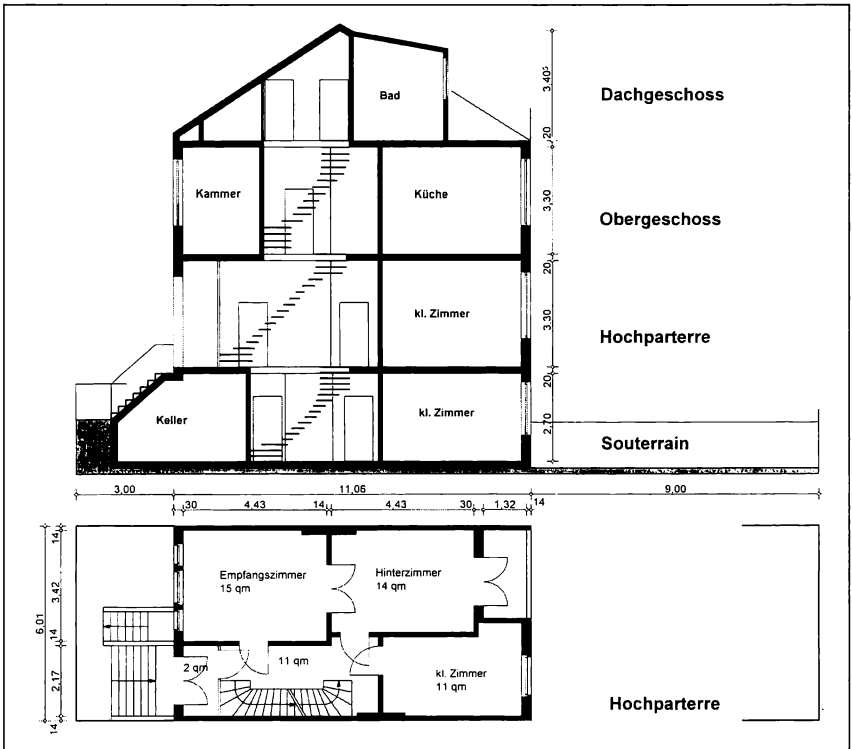 Bad
3.40⁵
Dachgeschoss
20
Kammer
Küche
3,30
Obergeschoss
20
kl. Zimmer
3.30
Hochparterre
20
Keller
kl. Zimmer
2,70
Souterrain
3,00
11,06
9,00
30
4,43
14
4,43
30
1,32
14
14
Empfangszimmer
15 qm
Hinterzimmer
14 qm
3.42
6,01
14
2 qm
11 qm
kl. Zimmer
11 qm
2,17
Hochparterre
14